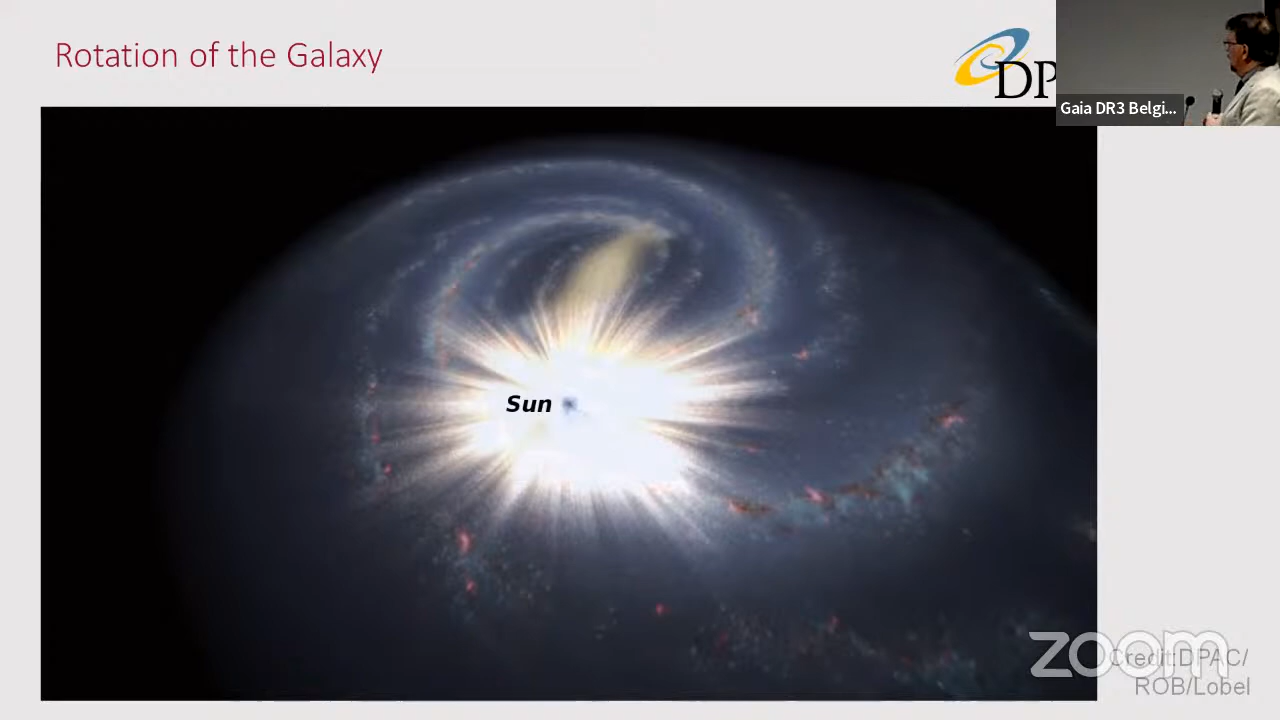 Rotation of the Galaxy
DP
Gaia DR3 Belgi...
Sun
zoom
Credit:DPAC/
ROB/Lobel